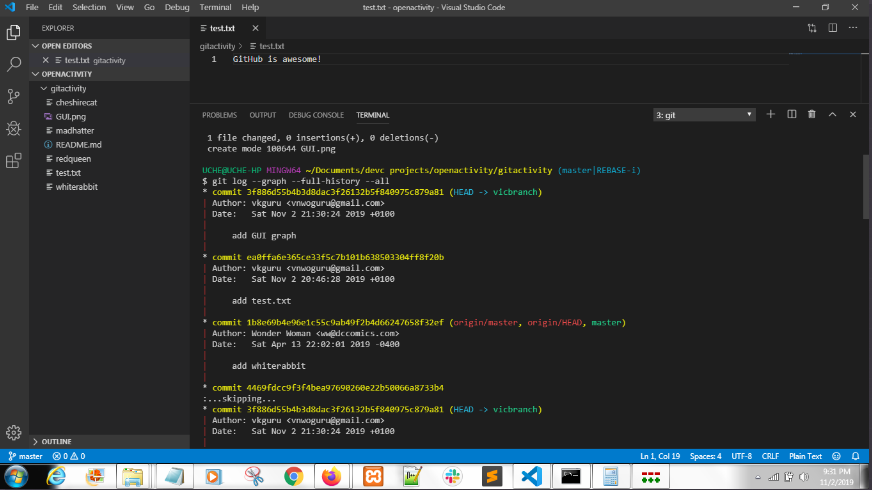 File Edit Selection View Go Debug Terminal Help
test.txt - openactivity - Visual Studio Code
EXPLORER
OPEN EDITORS
test.txt gitactivity
OPENACTIVITY
gitactivity
cheshirecat
GUI.png
madhatter
README.md
redqueen
test.txt
whiterabbit
OUTLINE
test.txt
gitactivity > test.txt
1 GitHub is awesome!
PROBLEMS OUTPUT DEBUG CONSOLE TERMINAL
3: git
1 file changed, 0 insertions(+), 0 deletions(-)
create mode 100644 GUI.png
UCHE@UCHE-HP MINGW64 ~/Documents/devc projects/openactivity/gitactivity (master|REBASE-i)
$ git log --graph --full-history --all
* commit 3f886d55b4b3d8dac3f26132b5f840975c879a81 (HEAD -> vicbranch)
| Author: vkguru <vnwoguru@gmail.com>
| Date: Sat Nov 2 21:30:24 2019 +0100
|
| add GUI graph
|
* commit ea0ffa6e365ce33f5c7b101b638503304ff8f20b
| Author: vkguru <vnwoguru@gmail.com>
| Date: Sat Nov 2 20:46:28 2019 +0100
|
| add test.txt
|
* commit 1b8e69b4e96e1c55c9ab49f2b4d66247658f32ef (origin/master, origin/HEAD, master)
| Author: Wonder Woman <ww@dccomics.com>
| Date: Sat Apr 13 22:02:01 2019 -0400
|
| add whiterabbit
|
* commit 4469fdcc9f3f4bea97690260e22b50066a8733b4
:...skipping...
* commit 3f886d55b4b3d8dac3f26132b5f840975c879a81 (HEAD -> vicbranch)
| Author: vkguru <vnwoguru@gmail.com>
| Date: Sat Nov 2 21:30:24 2019 +0100
|
master 0 0
Ln 1, Col 19 Spaces: 4 UTF-8 CRLF Plain Text
9:31 PM
11/2/2019